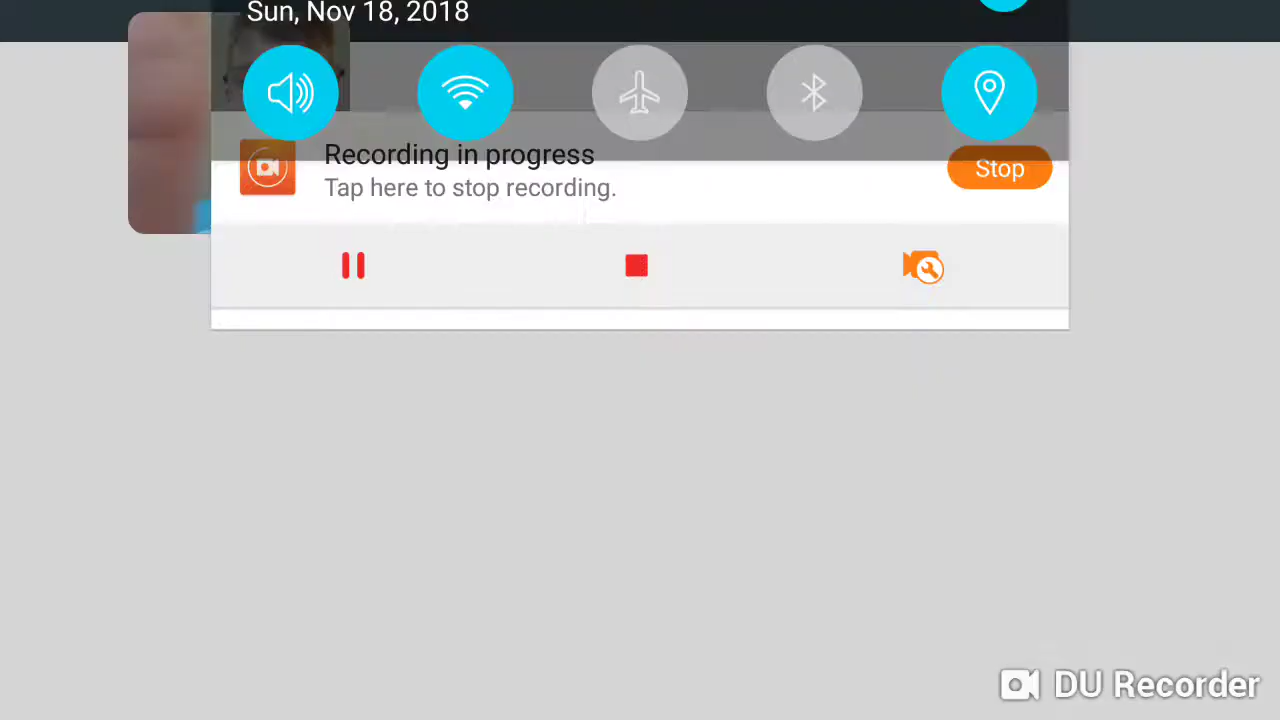 Sun, Nov 18, 2018
Recording in progress
Tap here to stop recording.
Stop
DU Recorder